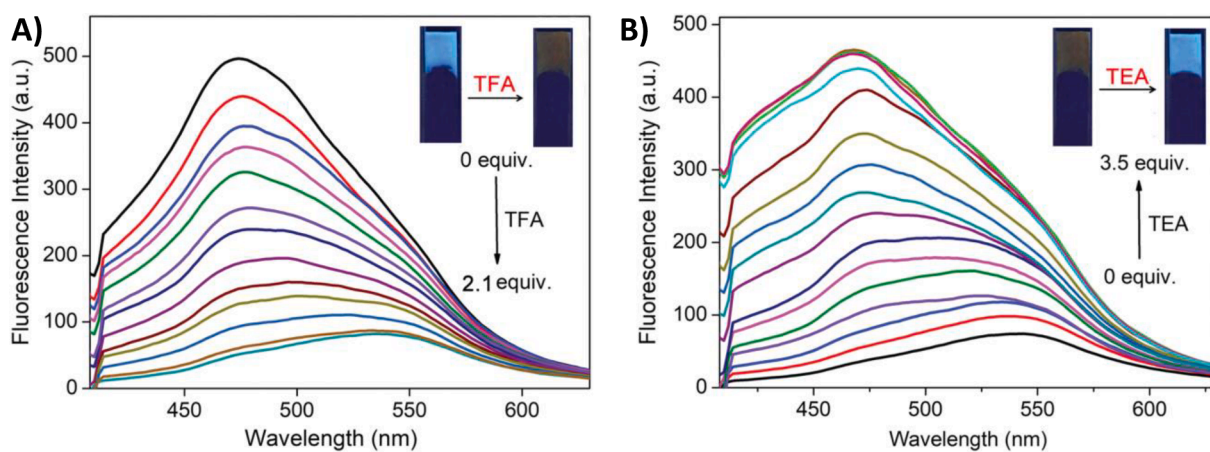 A)
Fluorescence Intensity (a.u.)
500
400
300
200
100
0
TFA
0 equiv.
TFA
2.1 equiv.
450
500
550
600
Wavelength (nm)
B)
Fluorescence Intensity (a.u.)
500
400
300
200
100
0
TEA
3.5 equiv.
TEA
0 equiv.
450
500
550
600
Wavelength (nm)